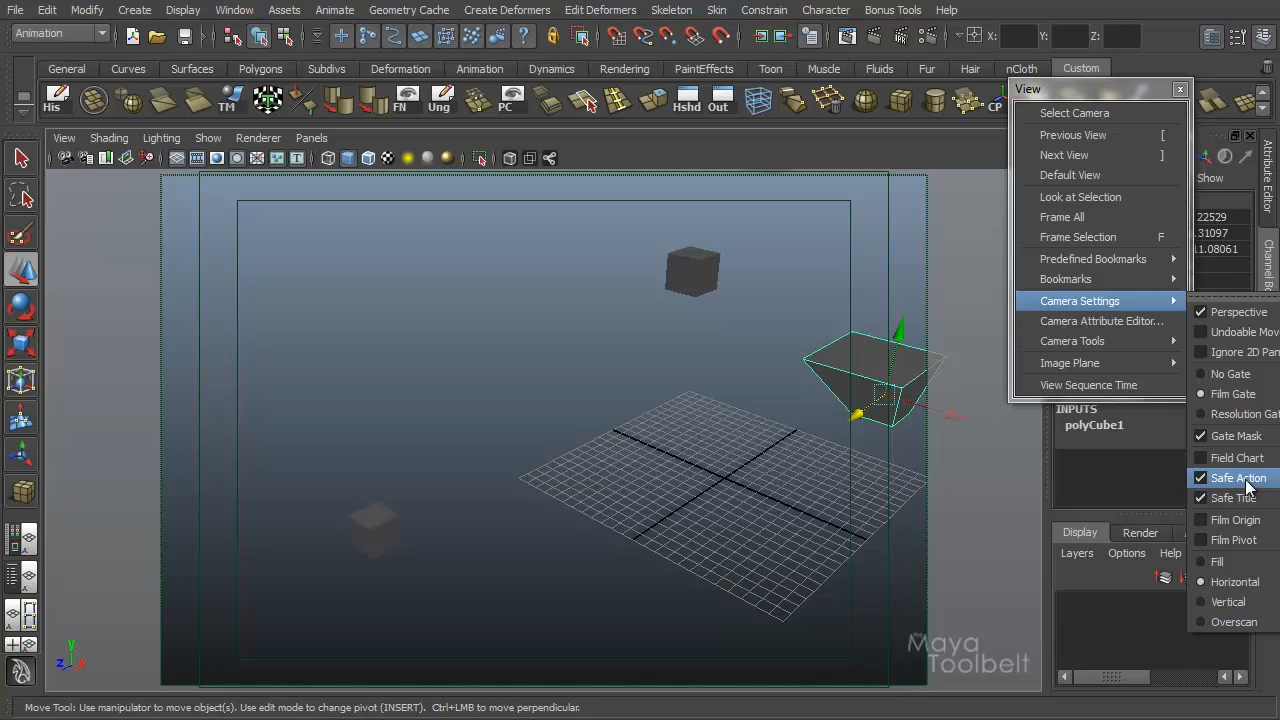 File Edit Modify Create Display Window Assets Animate Geometry Cache Create Deformers Edit Deformers Skeleton Skin Constrain Character Bonus Tools Help
Animation X: Y: Z:
General Curves Surfaces Polygons Subdivs Deformation Animation Dynamics Rendering PaintEffects Toon Muscle Fluids Fur Hair nCloth Custom
His TM FN Ung PC Hshd Out CP
View Shading Lighting Show Renderer Panels
View
Select Camera
Previous View [
Next View ]
Default View
Look at Selection
Frame All
Frame Selection F
Predefined Bookmarks
Bookmarks
Camera Settings
Camera Attribute Editor...
Camera Tools
Image Plane
View Sequence Time
Perspective
Undoable Mov
Ignore 2D Pan
No Gate
Film Gate
Resolution Gat
Gate Mask
Field Chart
Safe Action
Safe Title
Film Origin
Film Pivot
Fill
Horizontal
Vertical
Overscan
Show
22529
.31097
11.08061
Attribute Editor
Channel Bo
INPUTS
polyCube1
Display Render
Layers Options Help
y
z x
the
Maya
Toolbelt
Move Tool: Use manipulator to move object(s). Use edit mode to change pivot (INSERT). Ctrl+LMB to move perpendicular.